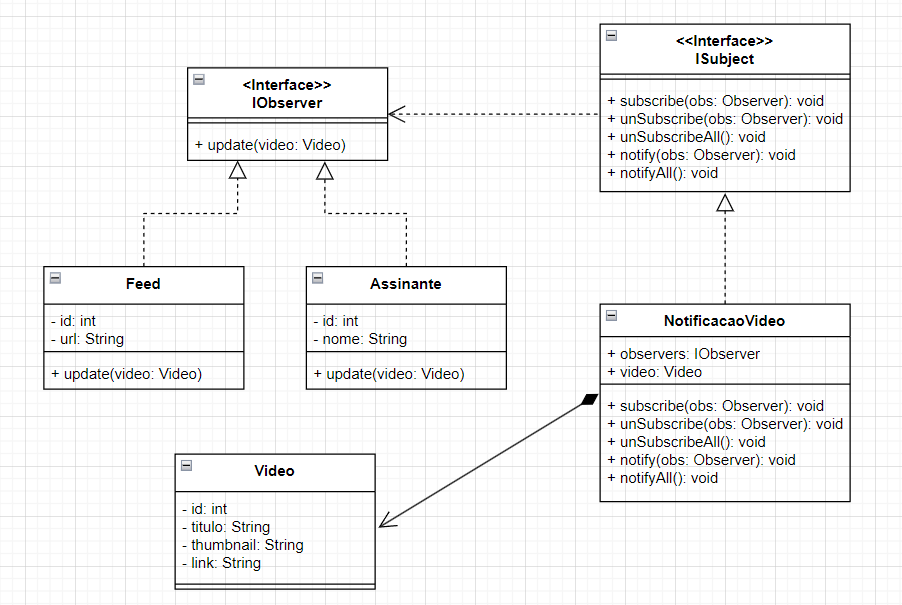 <Interface>>
IObserver
+ update(video: Video)
<<Interface>>
ISubject
+ subscribe(obs: Observer): void
+ unSubscribe(obs: Observer): void
+ unSubscribeAll(): void
+ notify(obs: Observer): void
+ notifyAll(): void
Feed
- id: int
- url: String
+ update(video: Video)
Assinante
- id: int
- nome: String
+ update(video: Video)
NotificacaoVideo
+ observers: IObserver
+ video: Video
+ subscribe(obs: Observer): void
+ unSubscribe(obs: Observer): void
+ unSubscribeAll(): void
+ notify(obs: Observer): void
+ notifyAll(): void
Video
- id: int
- titulo: String
- thumbnail: String
- link: String